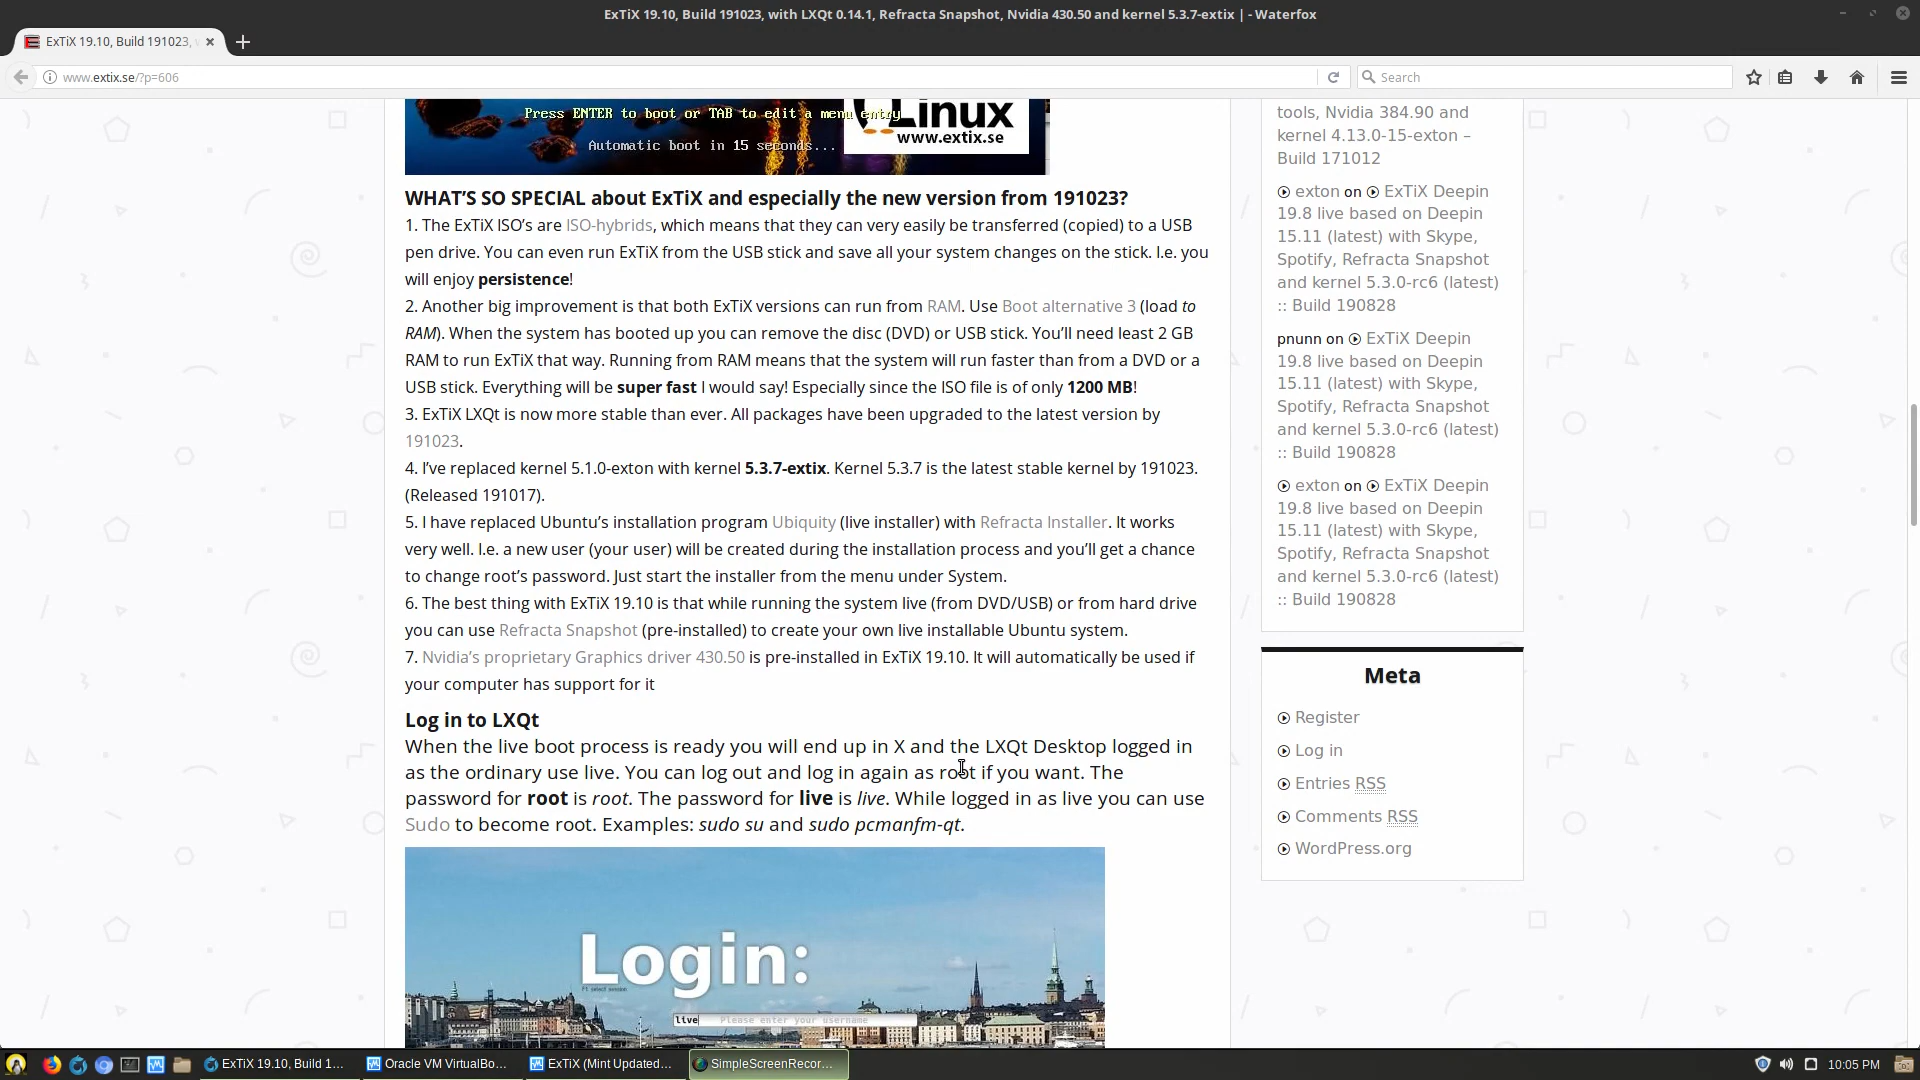 ExTiX 19.10, Build 191023, with LXQt 0.14.1, Refracta Snapshot, Nvidia 430.50 and kernel 5.3.7-extix | - Waterfox
ExTiX 19.10, Build 191023,
www.extix.se/?p=606
Search
Press ENTER to boot or TAB to edit a menu entry
Automatic boot in 15 seconds...
Linux
www.extix.se
WHAT'S SO SPECIAL about ExTiX and especially the new version from 191023?
1. The ExTiX ISO's are ISO-hybrids, which means that they can very easily be transferred (copied) to a USB
pen drive. You can even run ExTiX from the USB stick and save all your system changes on the stick. I.e. you
will enjoy persistence!
2. Another big improvement is that both ExTiX versions can run from RAM. Use Boot alternative 3 (load to
RAM). When the system has booted up you can remove the disc (DVD) or USB stick. You'll need least 2 GB
RAM to run ExTiX that way. Running from RAM means that the system will run faster than from a DVD or a
USB stick. Everything will be super fast I would say! Especially since the ISO file is of only 1200 MB!
3. ExTiX LXQt is now more stable than ever. All packages have been upgraded to the latest version by
191023.
4. I've replaced kernel 5.1.0-exton with kernel 5.3.7-extix. Kernel 5.3.7 is the latest stable kernel by 191023.
(Released 191017).
5. I have replaced Ubuntu's installation program Ubiquity (live installer) with Refracta Installer. It works
very well. I.e. a new user (your user) will be created during the installation process and you'll get a chance
to change root's password. Just start the installer from the menu under System.
6. The best thing with ExTiX 19.10 is that while running the system live (from DVD/USB) or from hard drive
you can use Refracta Snapshot (pre-installed) to create your own live installable Ubuntu system.
7. Nvidia's proprietary Graphics driver 430.50 is pre-installed in ExTiX 19.10. It will automatically be used if
your computer has support for it
Log in to LXQt
When the live boot process is ready you will end up in X and the LXQt Desktop logged in
as the ordinary use live. You can log out and log in again as root if you want. The
password for root is root. The password for live is live. While logged in as live you can use
Sudo to become root. Examples: sudo su and sudo pcmanfm-qt.
Login:
F1 select session
live Please enter your username
tools, Nvidia 384.90 and
kernel 4.13.0-15-exton –
Build 171012
exton on ExTiX Deepin
19.8 live based on Deepin
15.11 (latest) with Skype,
Spotify, Refracta Snapshot
and kernel 5.3.0-rc6 (latest)
:: Build 190828
pnunn on ExTiX Deepin
19.8 live based on Deepin
15.11 (latest) with Skype,
Spotify, Refracta Snapshot
and kernel 5.3.0-rc6 (latest)
:: Build 190828
exton on ExTiX Deepin
19.8 live based on Deepin
15.11 (latest) with Skype,
Spotify, Refracta Snapshot
and kernel 5.3.0-rc6 (latest)
:: Build 190828
Meta
Register
Log in
Entries RSS
Comments RSS
WordPress.org
ExTiX 19.10, Build 1...
Oracle VM VirtualBo...
ExTiX (Mint Updated...
SimpleScreenRecor...
10:05 PM